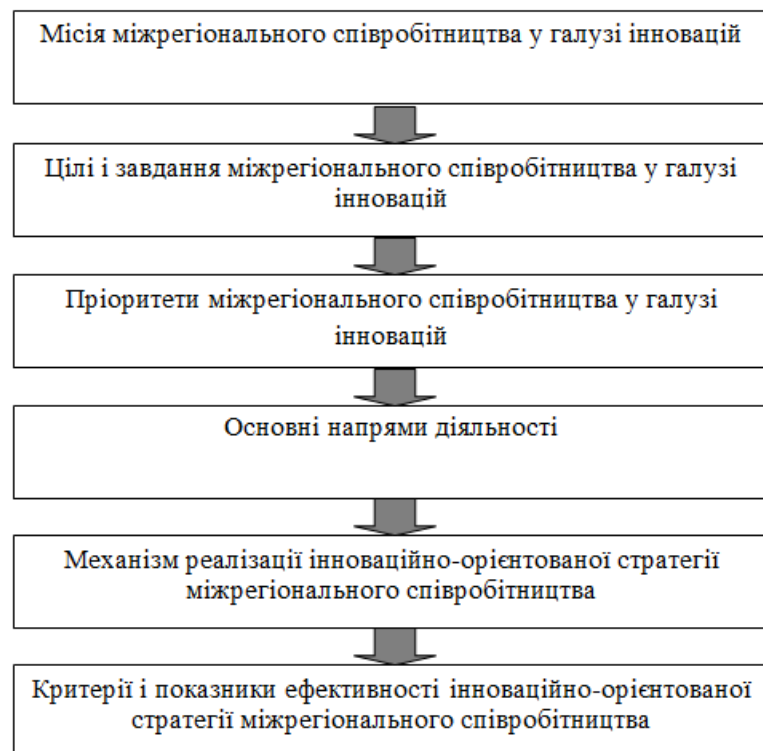 Місія міжрегіонального співробітництва у галузі інновацій
Цілі і завдання міжрегіонального співробітництва у галузі
інновацій
Пріоритети міжрегіонального співробітництва у галузі
інновацій
Основні напрями діяльності
Механізм реалізації інноваційно-орієнтованої стратегії
міжрегіонального співробітництва
Критерії і показники ефективності інноваційно-орієнтованої
стратегії міжрегіонального співробітництва